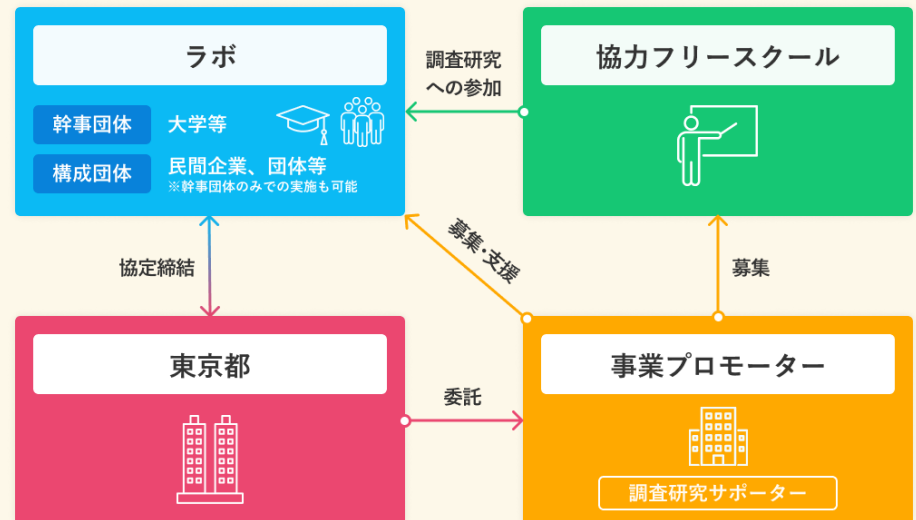 ラボ
幹事団体
大学等
構成団体
民間企業、団体等
※幹事団体のみでの実施も可能
調査研究
への参加
協力フリースクール
協定締結
募集・支援
募集
東京都
委託
事業プロモーター
調査研究サポーター